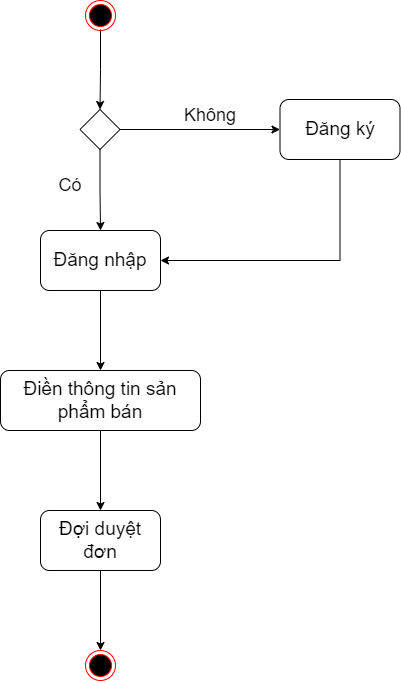 Không
Đăng ký
Có
Đăng nhập
Điền thông tin sản
phẩm bán
Đợi duyệt
đơn